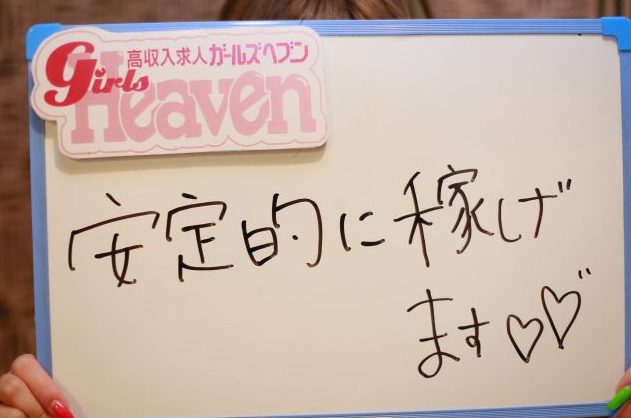 高収入求人ガールズヘブン
Girls
Heaven
安定的に稼げ
ます♡♡